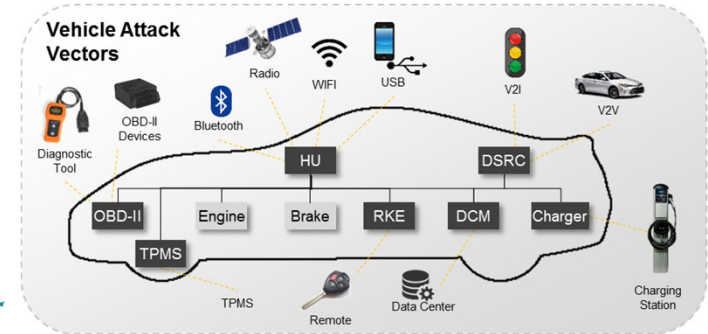 Vehicle Attack
Vectors
Radio
WIFI
USB
V2I
V2V
OBD-II
Devices
Bluetooth
Diagnostic
Tool
HU
DSRC
OBD-II
Engine
Brake
RKE
DCM
Charger
TPMS
TPMS
Remote
Data Center
Charging
Station